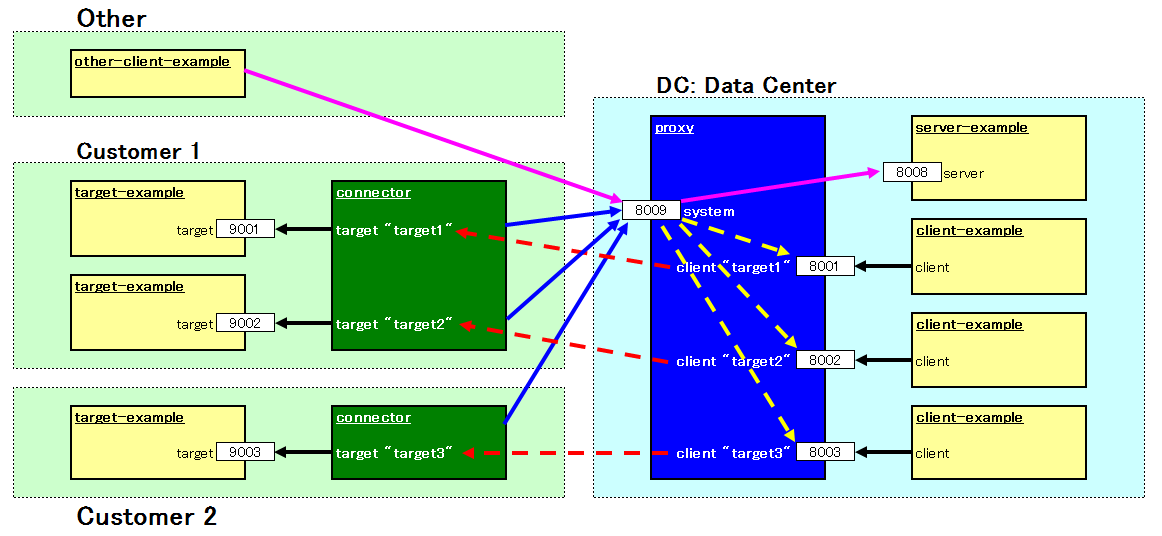 Other
other-client-example
DC: Data Center
Customer 1
target-example
target
9001
target-example
target
9002
connector
target "target1"
target "target2"
target-example
target
9003
connector
target "target3"
Customer 2
proxy
8009
system
client "target1"
8001
client "target2"
8002
client "target3"
8003
server-example
8008
server
client-example
client
client-example
client
client-example
client